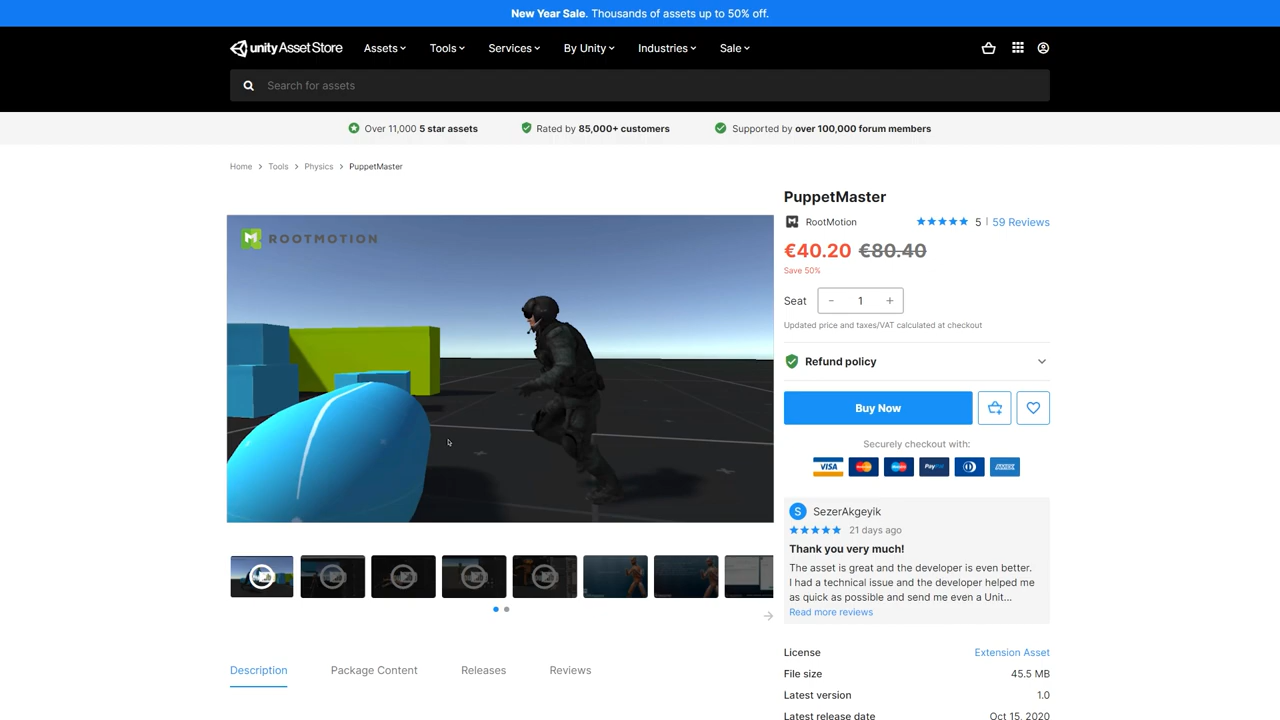 New Year Sale. Thousands of assets up to 50% off.
unity Asset Store
Assets
Tools
Services
By Unity
Industries
Sale
Search for assets
Over 11,000 5 star assets
Rated by 85,000+ customers
Supported by over 100,000 forum members
Home > Tools > Physics > PuppetMaster
ROOTMOTION
PuppetMaster
RootMotion
5 | 59 Reviews
€40.20 €80.40
Save 50%
Seat - 1 +
Updated price and taxes/VAT calculated at checkout
Refund policy
Buy Now
Securely checkout with:
VISA
PayPal
S SezerAkgeyik
21 days ago
Thank you very much!
The asset is great and the developer is even better.
I had a technical issue and the developer helped me
as quick as possible and send me even a Unit...
Read more reviews
License Extension Asset
File size 45.5 MB
Latest version 1.0
Latest release date Oct 15, 2020
Description
Package Content
Releases
Reviews